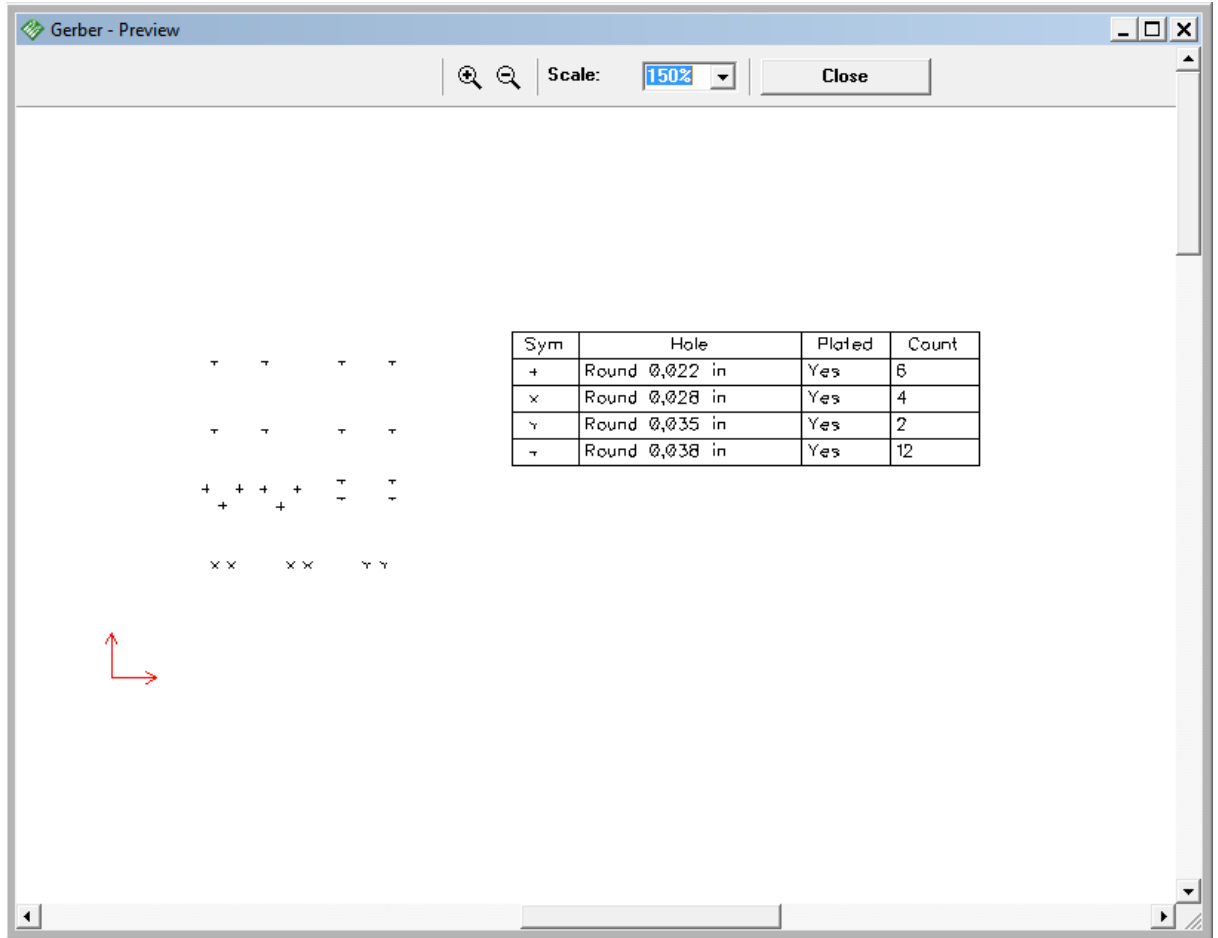 Gerber - Preview
Scale: 150% Close
Sym Hole Plated Count
+ Round 0,022 in Yes 6
x Round 0,028 in Yes 4
Round 0,035 in Yes 2
Round 0,038 in Yes 12